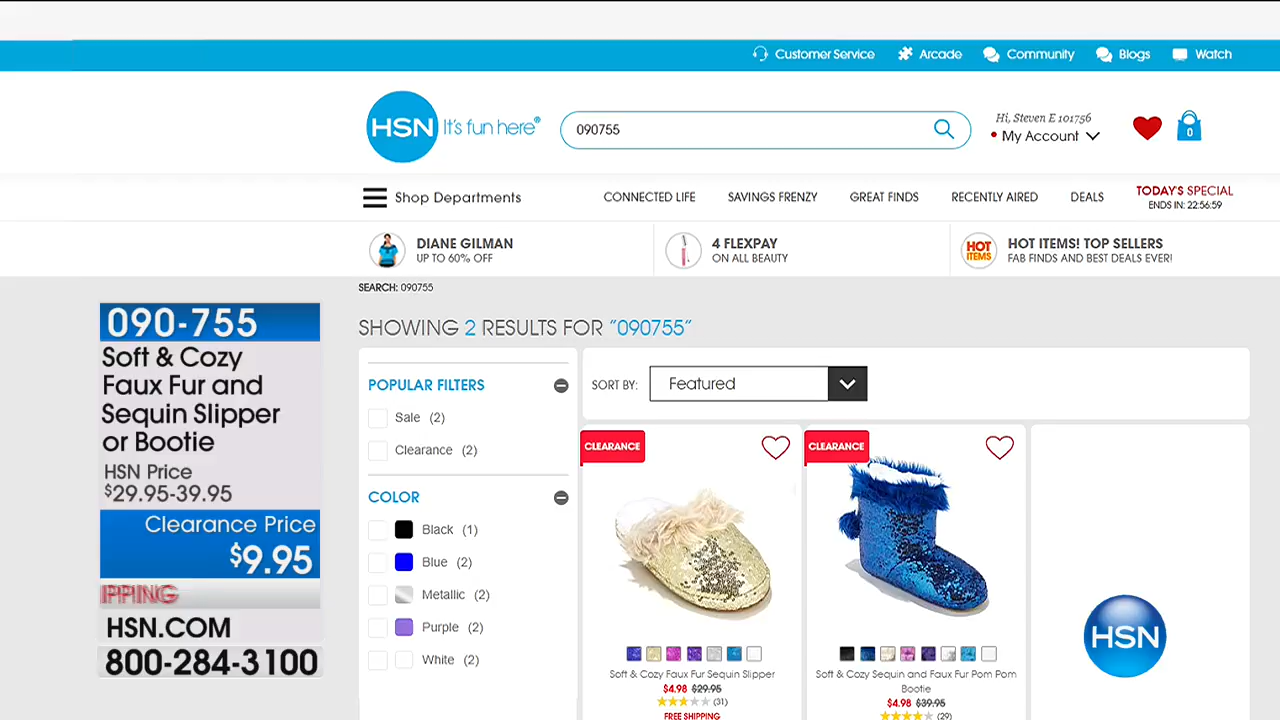 Customer Service
Arcade
Community
Blogs
Watch
HSN It's fun here®
090755
Hi, Steven E 101756
My Account
0
Shop Departments
CONNECTED LIFE
SAVINGS FRENZY
GREAT FINDS
RECENTLY AIRED
DEALS
TODAY'S SPECIAL
ENDS IN: 22:56:59
DIANE GILMAN
UP TO 60% OFF
4 FLEXPAY
ON ALL BEAUTY
HOT
ITEMS
HOT ITEMS! TOP SELLERS
FAB FINDS AND BEST DEALS EVER!
SEARCH: 090755
SHOWING 2 RESULTS FOR "090755"
090-755
Soft & Cozy
Faux Fur and
Sequin Slipper
or Bootie
HSN Price
$29.95-39.95
Clearance Price
$9.95
IPPING
HSN.COM
800-284-3100
POPULAR FILTERS
Sale (2)
Clearance (2)
COLOR
Black (1)
Blue (2)
Metallic (2)
Purple (2)
White (2)
SORT BY: Featured
CLEARANCE
Soft & Cozy Faux Fur Sequin Slipper
$4.98 $29.95
(31)
FREE SHIPPING
CLEARANCE
Soft & Cozy Sequin and Faux Fur Pom Pom
Bootie
$4.98 $39.95
(29)
HSN